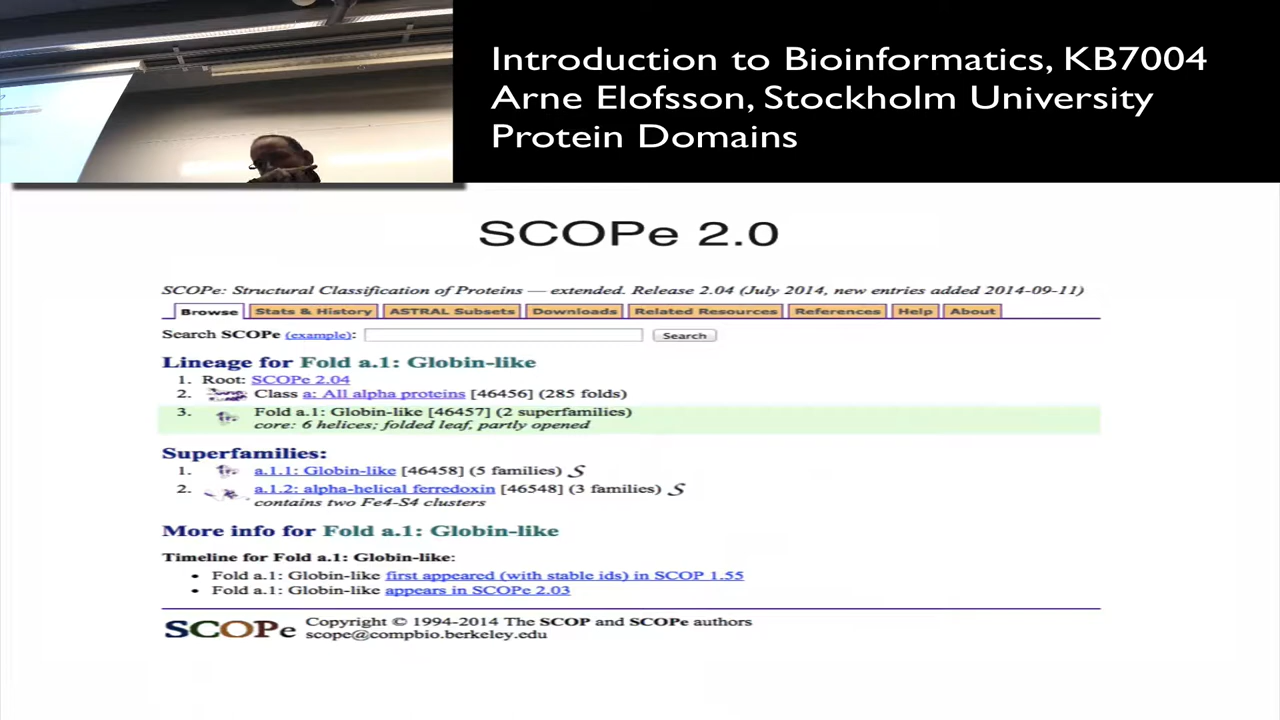 Introduction to Bioinformatics, KB7004
Arne Elofsson, Stockholm University
Protein Domains
SCOPe 2.0
SCOPe: Structural Classification of Proteins — extended. Release 2.04 (July 2014, new entries added 2014-09-11)
Browse Stats & History ASTRAL Subsets Downloads Related Resources References Help About
Search SCOPe (example): Search
Lineage for Fold a.1: Globin-like
1. Root: SCOPe 2.04
2. Class a: All alpha proteins [46456] (285 folds)
3. Fold a.1: Globin-like [46457] (2 superfamilies)
core: 6 helices; folded leaf, partly opened
Superfamilies:
1. a.1.1: Globin-like [46458] (5 families) S
2. a.1.2: alpha-helical ferredoxin [46548] (3 families) S
contains two Fe4-S4 clusters
More info for Fold a.1: Globin-like
Timeline for Fold a.1: Globin-like:
• Fold a.1: Globin-like first appeared (with stable ids) in SCOP 1.55
• Fold a.1: Globin-like appears in SCOPe 2.03
SCOPe Copyright © 1994-2014 The SCOP and SCOPe authors
scope@compbio.berkeley.edu